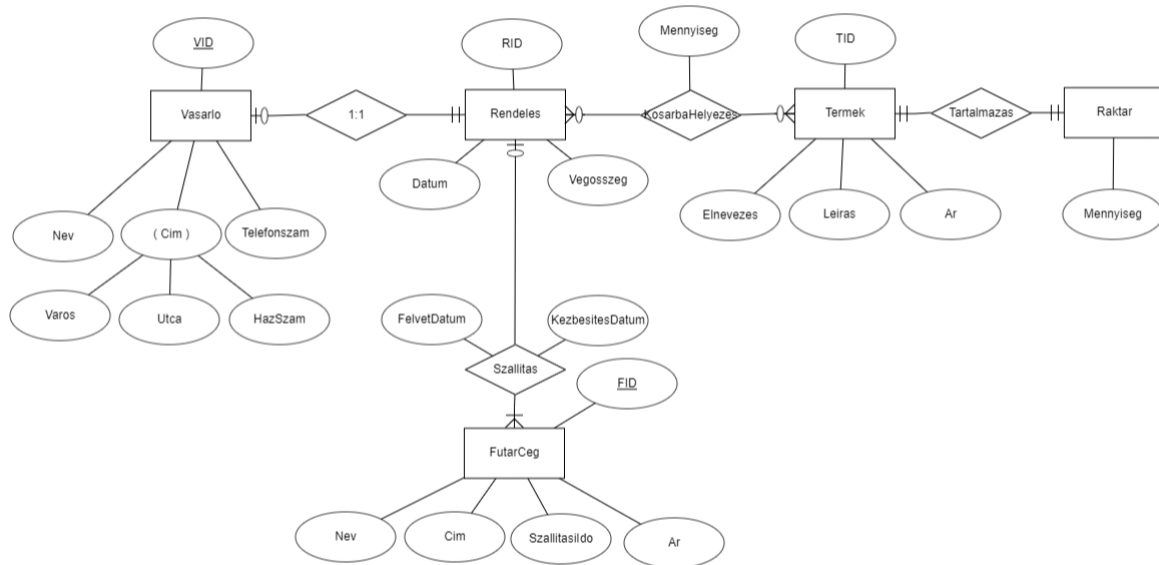 VID
RID
Mennyiseg
TID
Vasarlo
1:1
Rendeles
KosarbaHelyezes
Termek
Tartalmazas
Raktar
Datum
Vegosszeg
Elnevezes
Leiras
Ar
Mennyiseg
Nev
( Cim )
Telefonszam
Varos
Utca
HazSzam
FelvetDatum
KezbesitesDatum
Szallitas
FID
FutarCeg
Nev
Cim
SzallitasiIdo
Ar